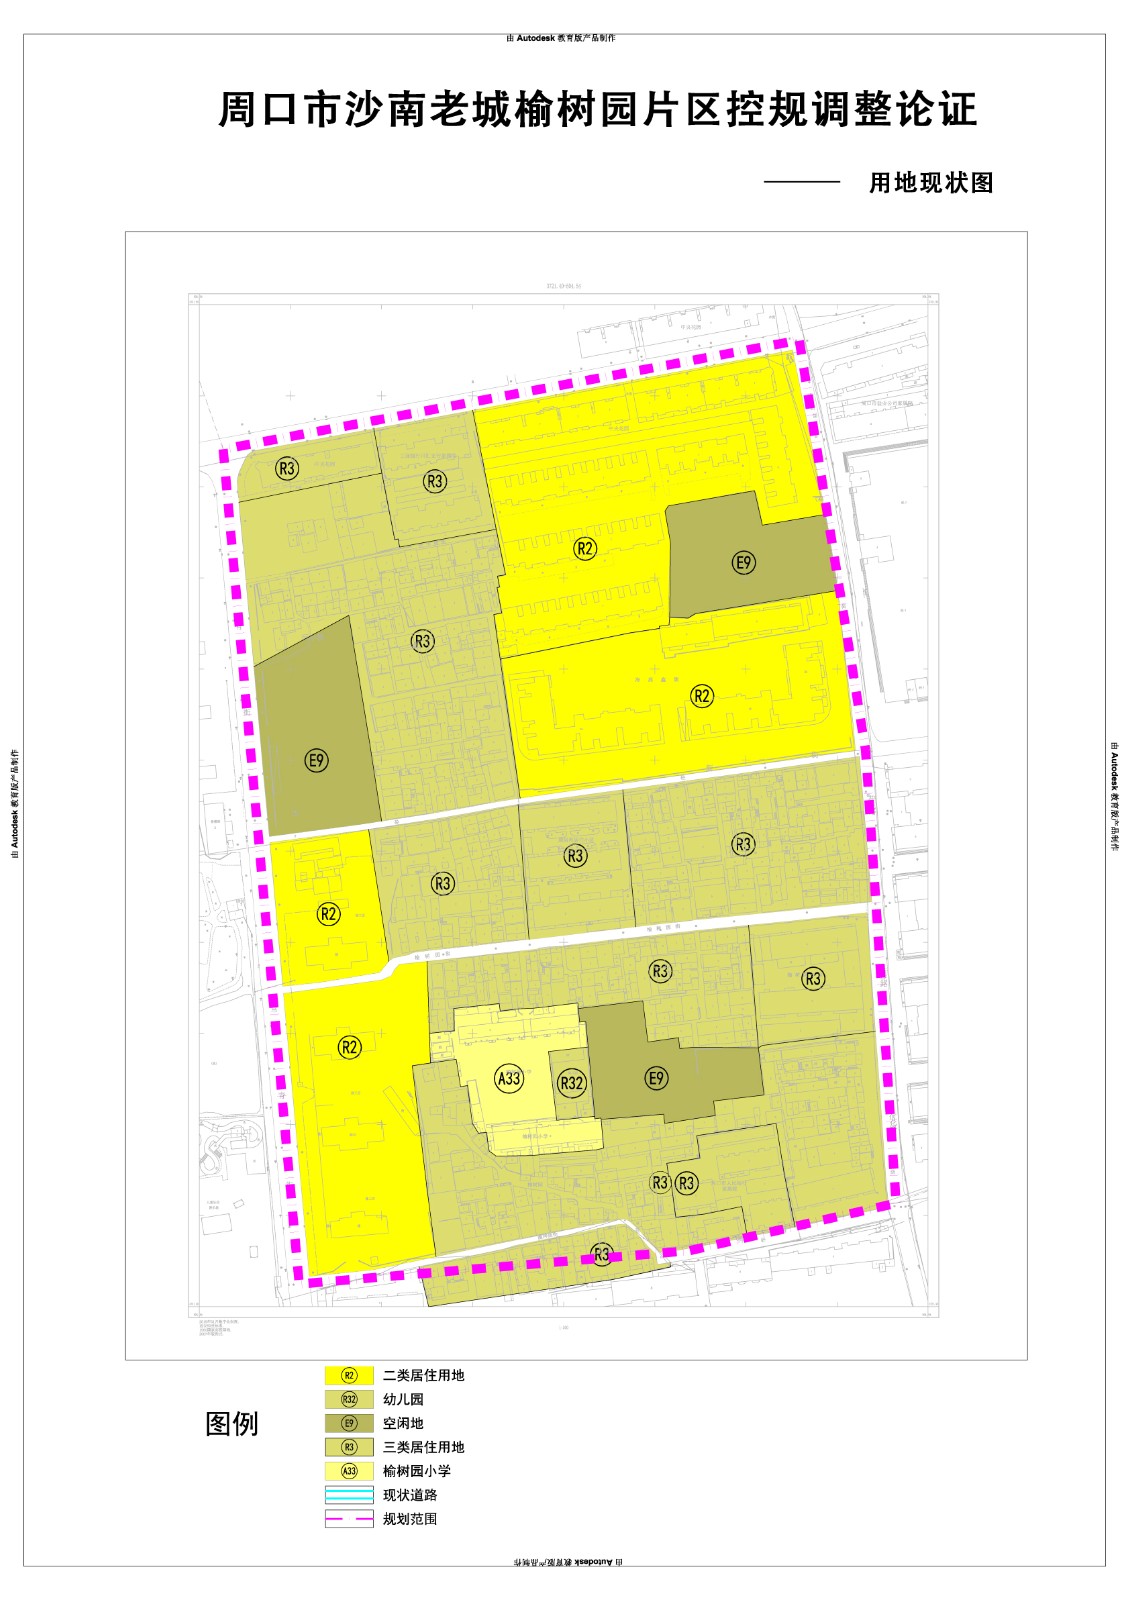 由 Autodesk 教育版产品制作
周口市沙南老城榆树园片区控规调整论证
—— 用地现状图
R3
R3
R2
E9
R3
R2
E9
R3
R3
R3
R2
R3
R3
R2
A33
R32
E9
R3
R3
R3
图例
R2 二类居住用地
R32 幼儿园
E9 空闲地
R3 三类居住用地
A33 榆树园小学
现状道路
规划范围
由 Autodesk 教育版产品制作
由 Autodesk 教育版产品制作
由 Autodesk 教育版产品制作